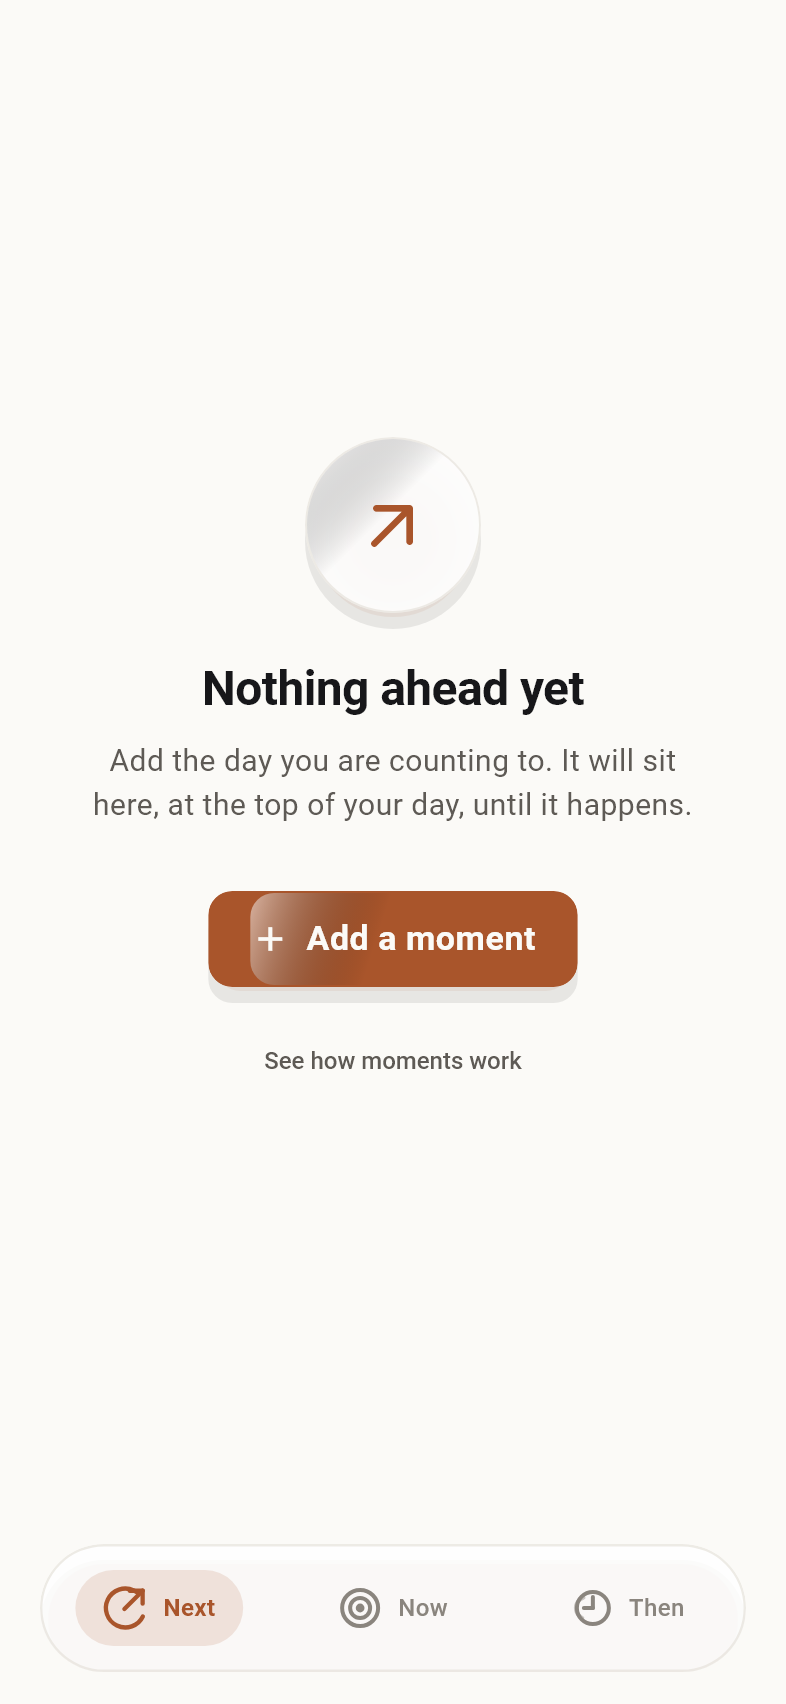 Nothing ahead yet
Add the day you are counting to. It will sit
here, at the top of your day, until it happens.
+ Add a moment
See how moments work
Next
Now
Then